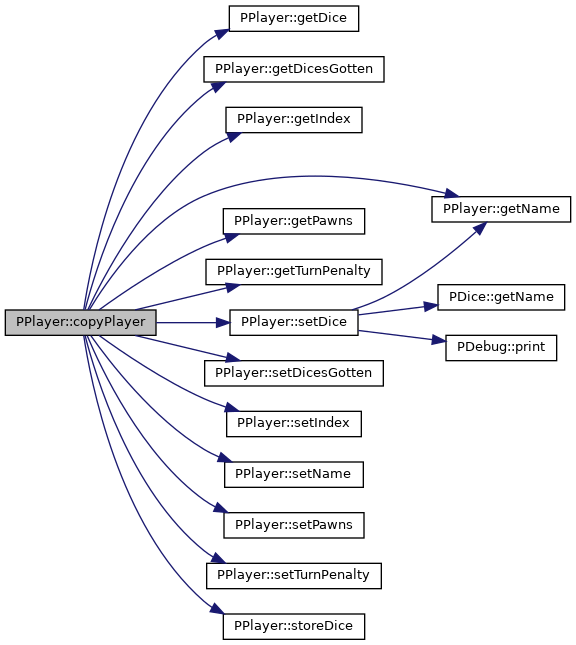 PPlayer::getDice
PPlayer::getDicesGotten
PPlayer::getIndex
PPlayer::getName
PPlayer::getPawns
PPlayer::getTurnPenalty
PDice::getName
PPlayer::copyPlayer
PPlayer::setDice
PDebug::print
PPlayer::setDicesGotten
PPlayer::setIndex
PPlayer::setName
PPlayer::setPawns
PPlayer::setTurnPenalty
PPlayer::storeDice